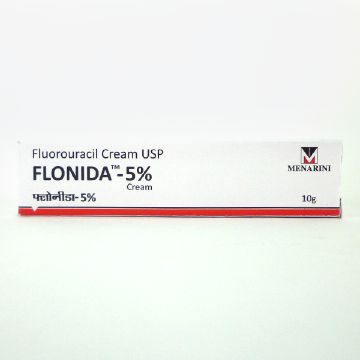 Fluorouracil Cream USP
FLONIDA™-5%
Cream
फ्लोनीडा-5%
MENARINI
10g